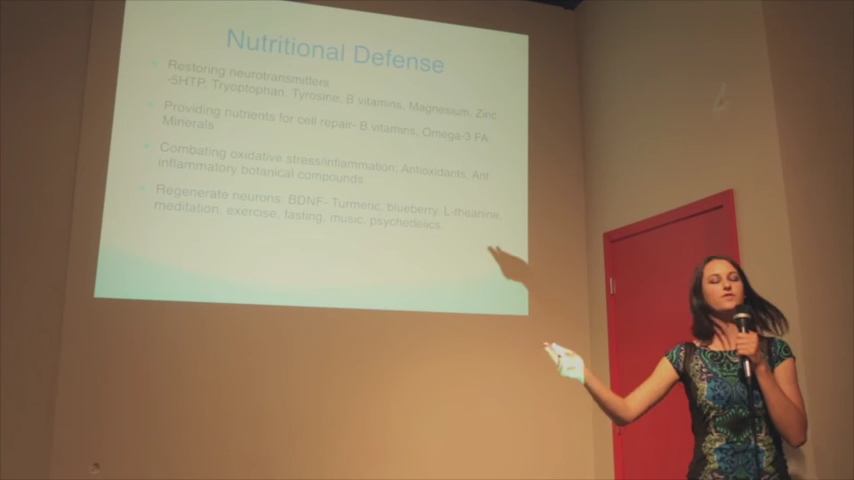 Nutritional Defense
Restoring neurotransmitters
-5HTP, Tryoptophan, Tyrosine, B vitamins, Magnesium, Zinc
Providing nutrients for cell repair- B vitamins, Omega-3 FA
Minerals
Combating oxidative stress/inflammation: Antioxidants, Ant
inflammatory botanical compounds
Regenerate neurons: BDNF- Turmeric, blueberry, L-theanine,
meditation, exercise, fasting, music, psychedelics.